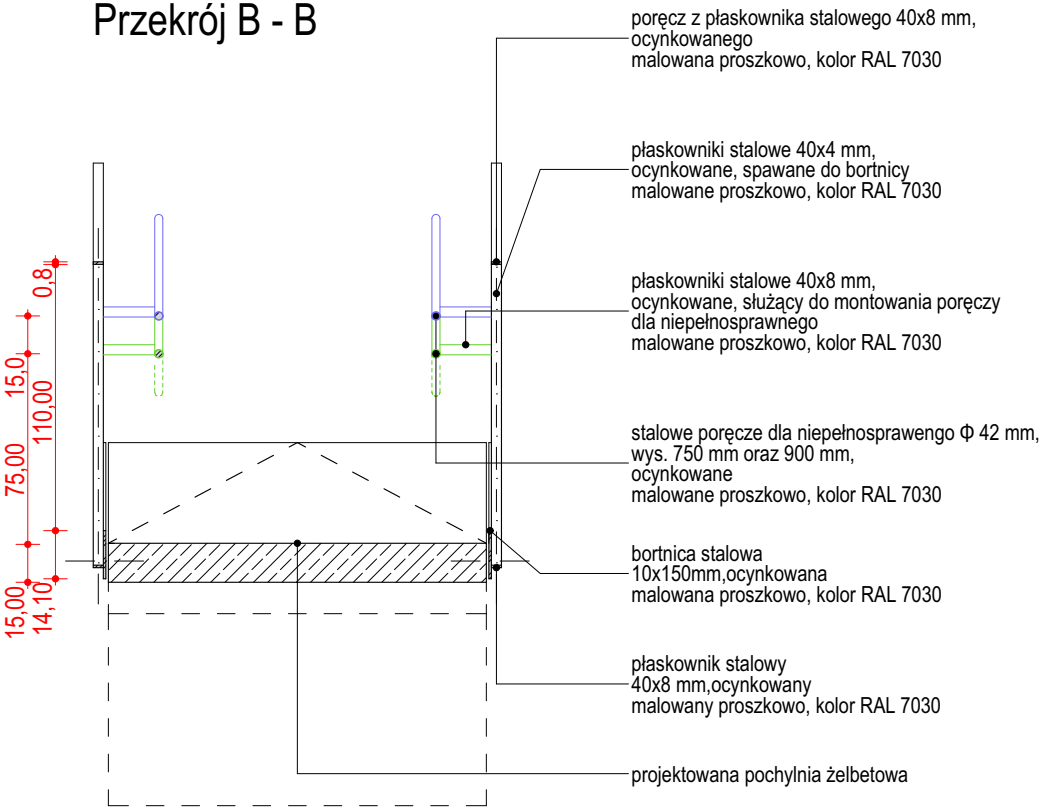 Przekrój B - B
poręcz z płaskownika stalowego 40x8 mm,
ocynkowanego
malowana proszkowo, kolor RAL 7030
płaskowniki stalowe 40x4 mm,
ocynkowane, spawane do bortnicy
malowane proszkowo, kolor RAL 7030
płaskowniki stalowe 40x8 mm,
ocynkowane, służący do montowania poręczy
dla niepełnosprawnego
malowane proszkowo, kolor RAL 7030
stalowe poręcze dla niepełnosprawengo Φ 42 mm,
wys. 750 mm oraz 900 mm,
ocynkowane
malowane proszkowo, kolor RAL 7030
bortnica stalowa
10x150mm,ocynkowana
malowana proszkowo, kolor RAL 7030
płaskownik stalowy
40x8 mm,ocynkowany
malowany proszkowo, kolor RAL 7030
projektowana pochylnia żelbetowa
0,8
15,0
110,00
75,00
15,00
14,10